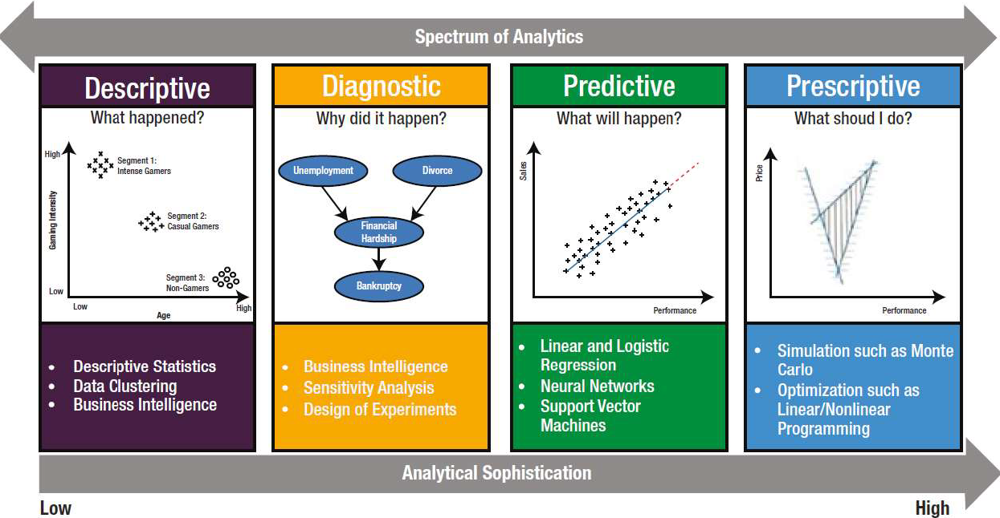 Spectrum of Analytics
Descriptive
What happened?
High
Segment 1:
Intense Gamers
Gaming Intensity
Segment 2:
Casual Gamers
Segment 3:
Non-Gamers
Low
Low
High
Age
• Descriptive Statistics
• Data Clustering
• Business Intelligence
Diagnostic
Why did it happen?
Unemployment
Divorce
Financial
Hardship
Bankruptcy
• Business Intelligence
• Sensitivity Analysis
• Design of Experiments
Predictive
What will happen?
Sales
Performance
• Linear and Logistic
Regression
• Neural Networks
• Support Vector
Machines
Prescriptive
What shoud I do?
Price
Performance
• Simulation such as Monte
Carlo
• Optimization such as
Linear/Nonlinear
Programming
Analytical Sophistication
Low
High